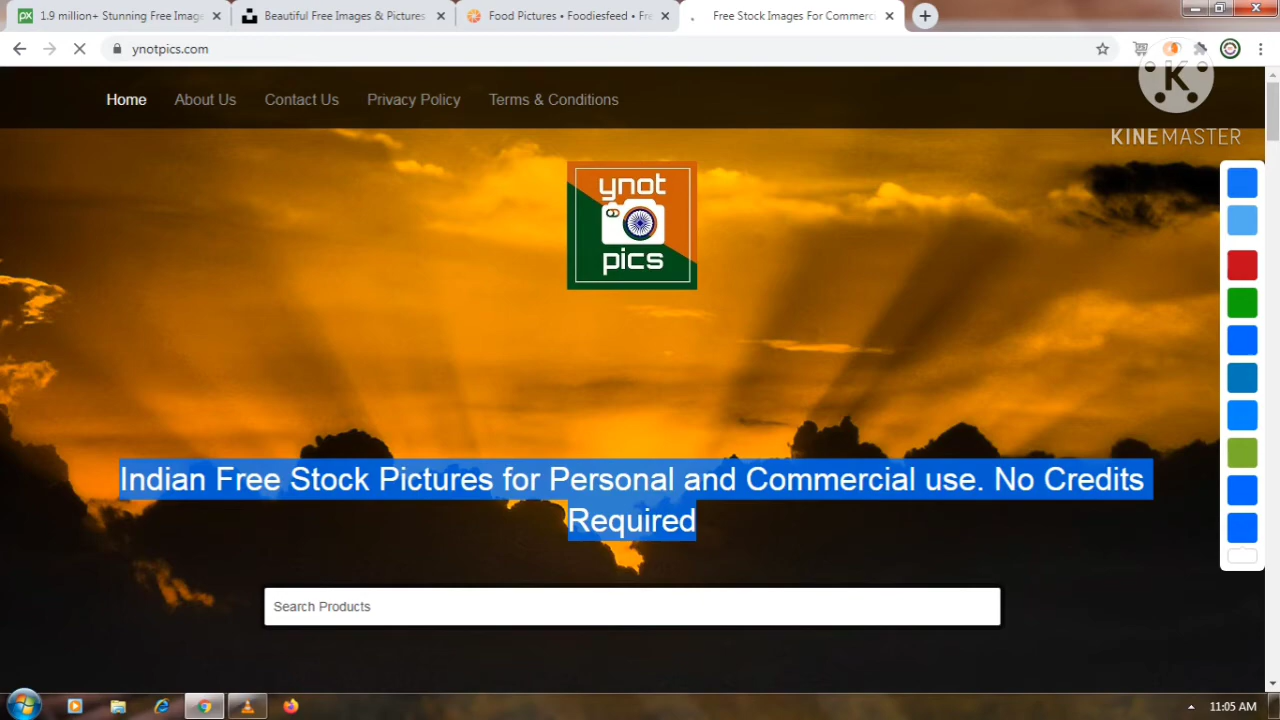 1.9 million+ Stunning Free Image
Beautiful Free Images & Pictures
Food Pictures • Foodiesfeed • Fre
Free Stock Images For Commerc
ynotpics.com
Home About Us Contact Us Privacy Policy Terms & Conditions
K
KINEMASTER
ynot
pics
Indian Free Stock Pictures for Personal and Commercial use. No Credits
Required
Search Products
11:05 AM